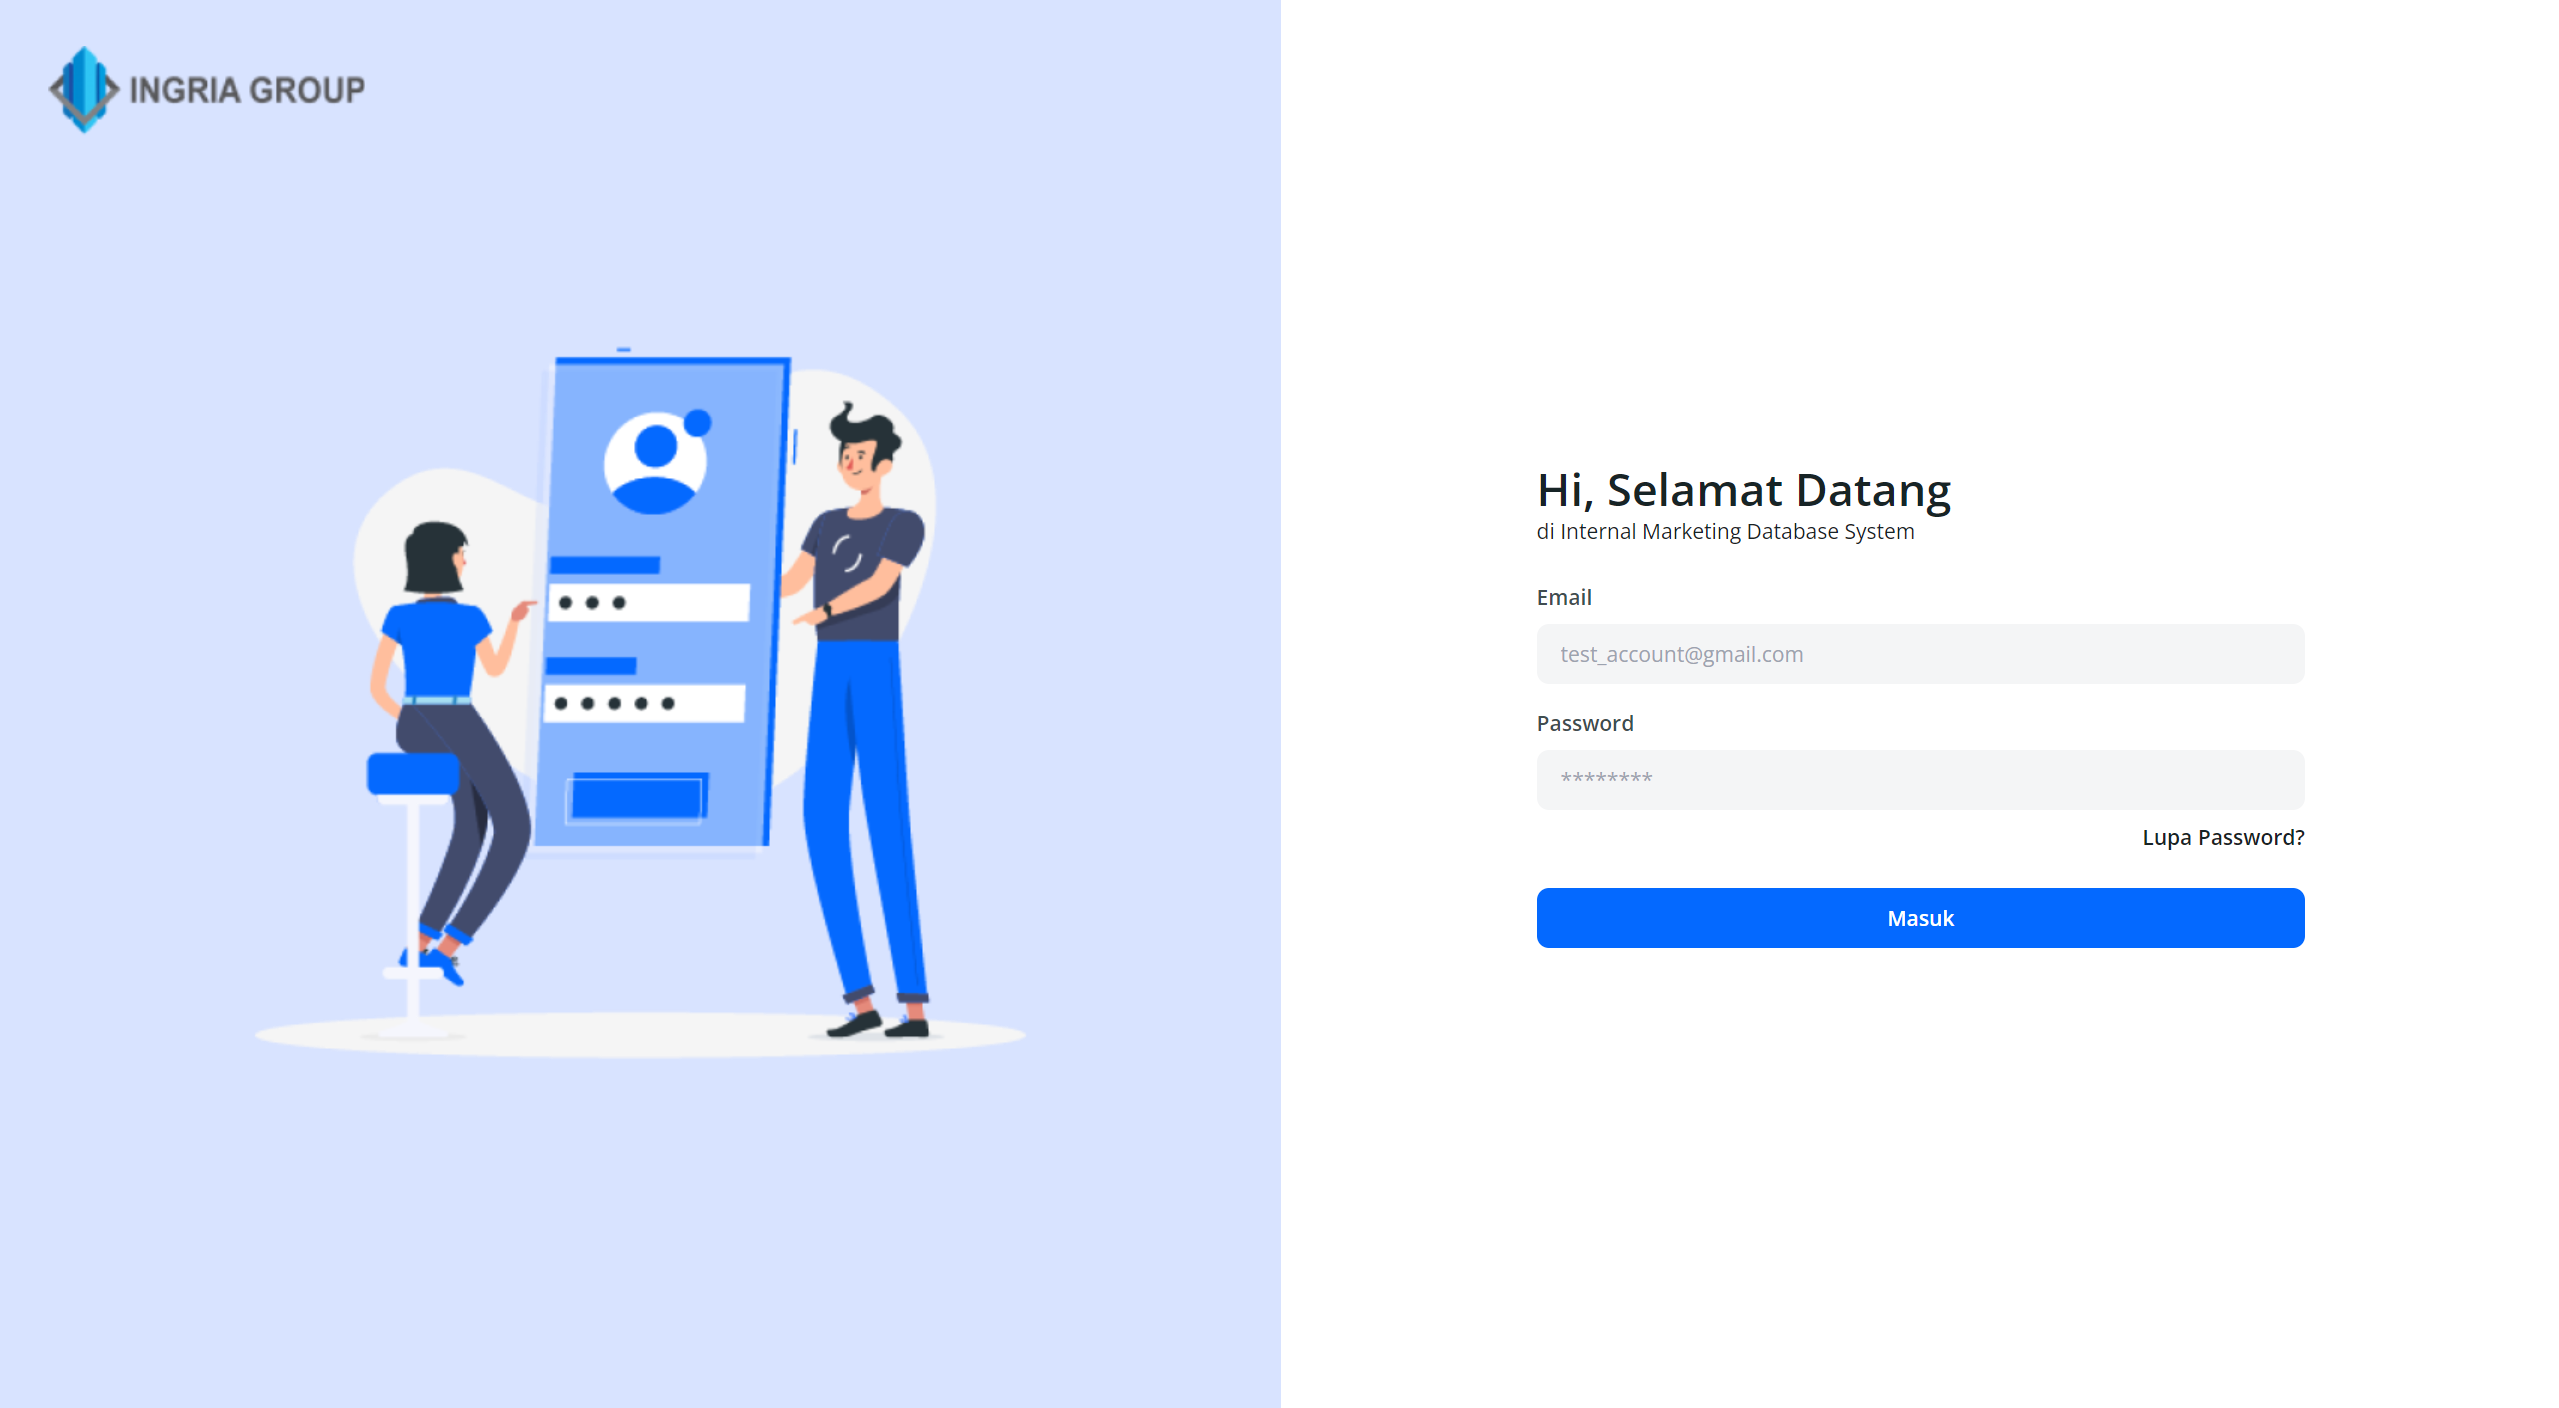 INGRIA GROUP
Hi, Selamat Datang
di Internal Marketing Database System
Email
test_account@gmail.com
Password
********
Lupa Password?
Masuk